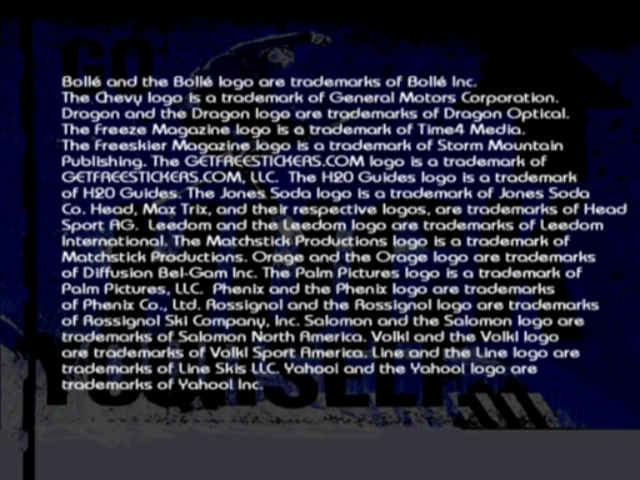 GO
Bollé and the Bollé logo are trademarks of Bollé Inc.
The Chevy logo is a trademark of General Motors Corporation.
Dragon and the Dragon logo are trademarks of Dragon Optical.
The Freeze Magazine logo is a trademark of Time4 Media.
The Freeskier Magazine logo is a trademark of Storm Mountain
Publishing. The GETFREESTICKERS.COM logo is a trademark of
GETFREESTICKERS.COM, LLC. The H20 Guides logo is a trademark
of H20 Guides. The Jones Soda logo is a trademark of Jones Soda
Co. Head, Max Trix, and their respective logos, are trademarks of Head
Sport AG. Leedom and the Leedom logo are trademarks of Leedom
International. The Matchstick Productions logo is a trademark of
Matchstick Productions. Orage and the Orage logo are trademarks
of Diffusion Bel-Gam Inc. The Palm Pictures logo is a trademark of
Palm Pictures, LLC. Phenix and the Phenix logo are trademarks
of Phenix Co., Ltd. Rossignol and the Rossignol logo are trademarks
of Rossignol Ski Company, Inc. Salomon and the Salomon logo are
trademarks of Salomon North America. Volkl and the Volkl logo
are trademarks of Volkl Sport America. Line and the Line logo are
trademarks of Line Skis LLC. Yahoo! and the Yahoo! logo are
trademarks of Yahoo! Inc.